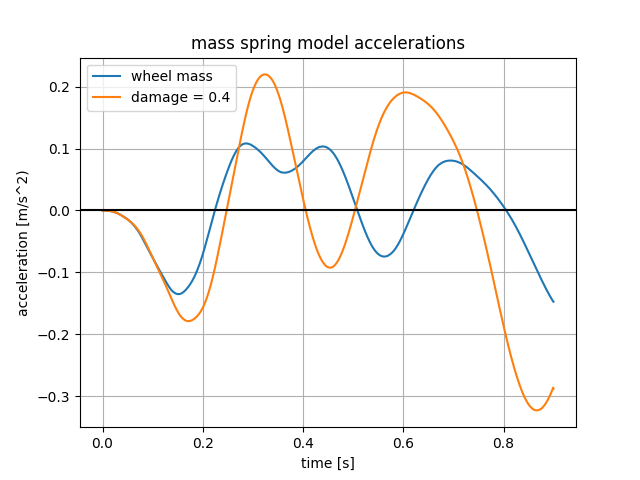 mass spring model accelerations
wheel mass
damage = 0.4
acceleration [m/s^2)
0.2
0.1
0.0
−0.1
−0.2
−0.3
0.0 0.2 0.4 0.6 0.8
time [s]